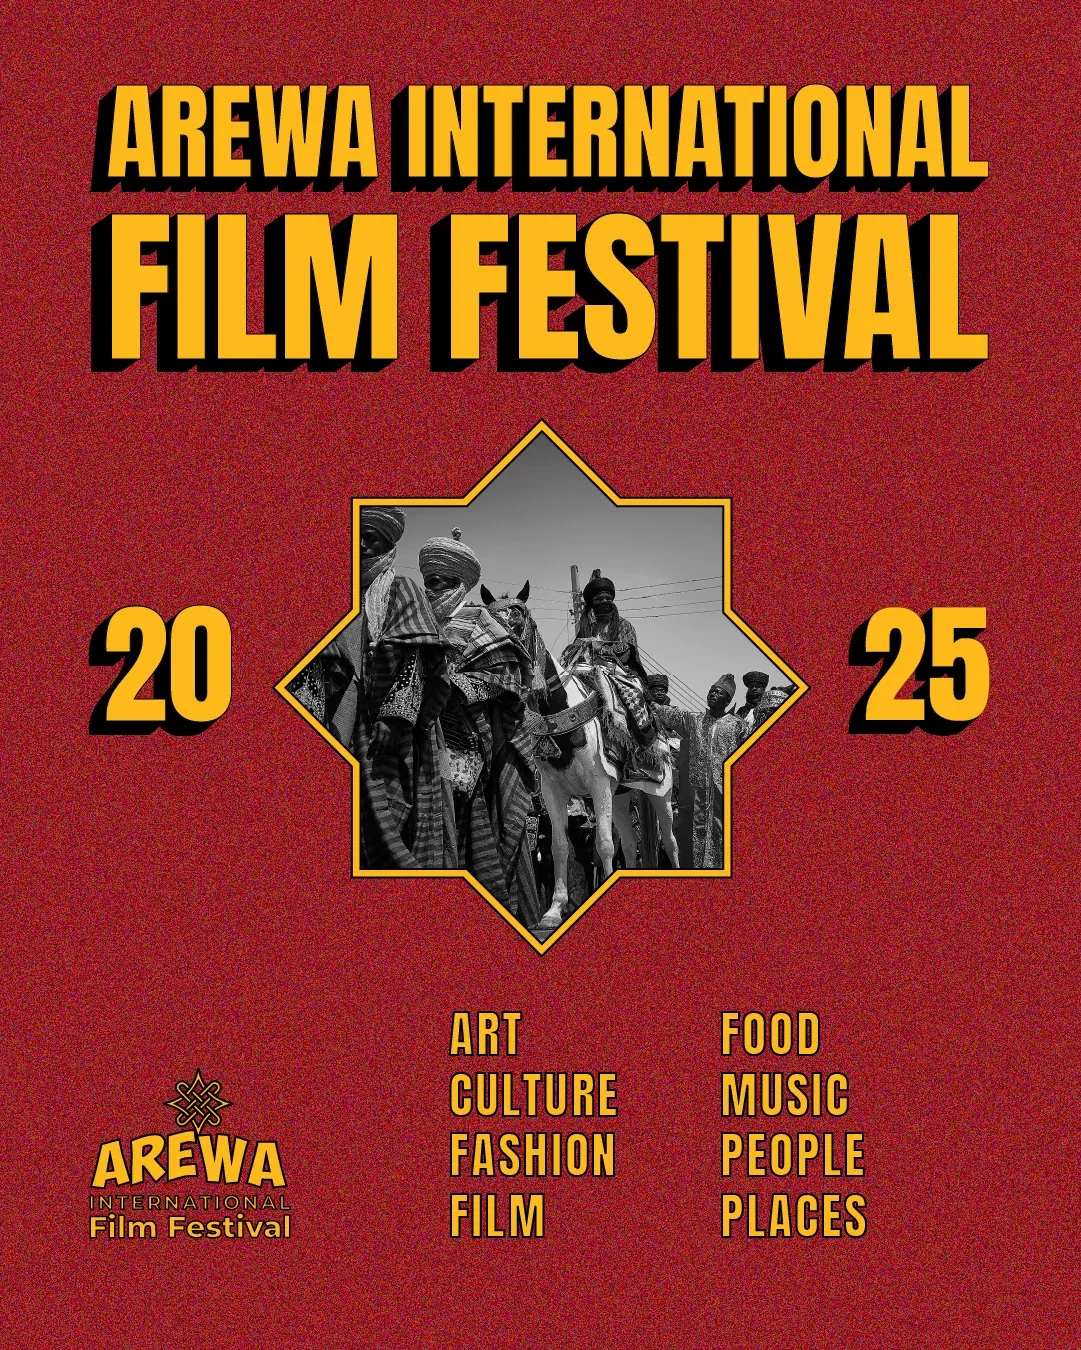 AREWA INTERNATIONAL
FILM FESTIVAL
20 25
ART
CULTURE
FASHION
FILM
FOOD
MUSIC
PEOPLE
PLACES
AREWA
INTERNATIONAL
Film Festival